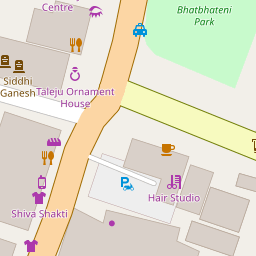 Centre
Bhatbhateni
Park
Siddhi
Ganesh
Taleju Ornament
House
Hair Studio
Shiva Shakti